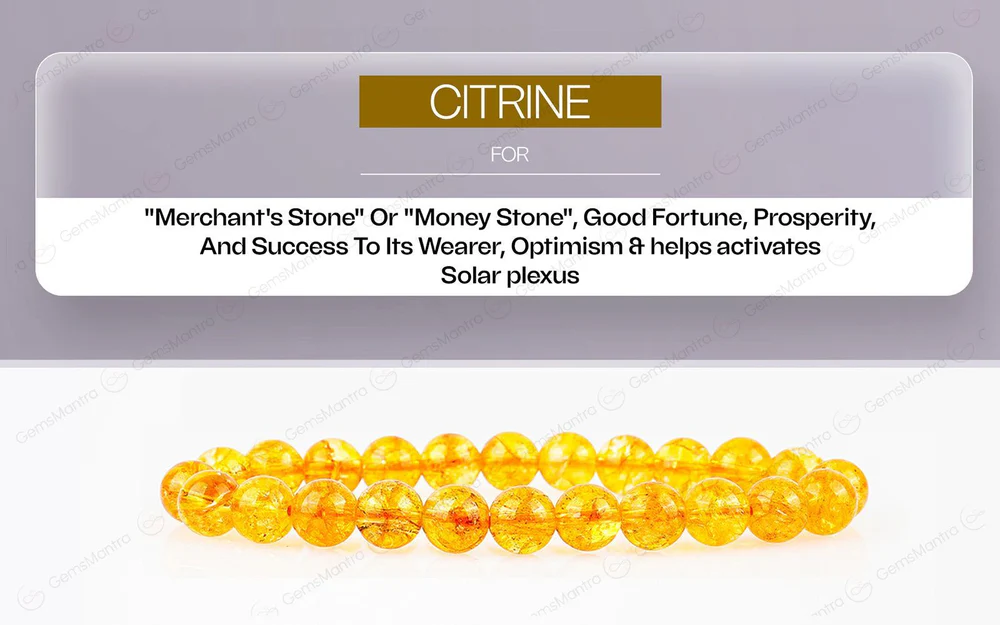 CITRINE
FOR
"Merchant's Stone" Or "Money Stone", Good Fortune, Prosperity,
And Success To Its Wearer, Optimism & helps activates
Solar plexus
GemsMantra